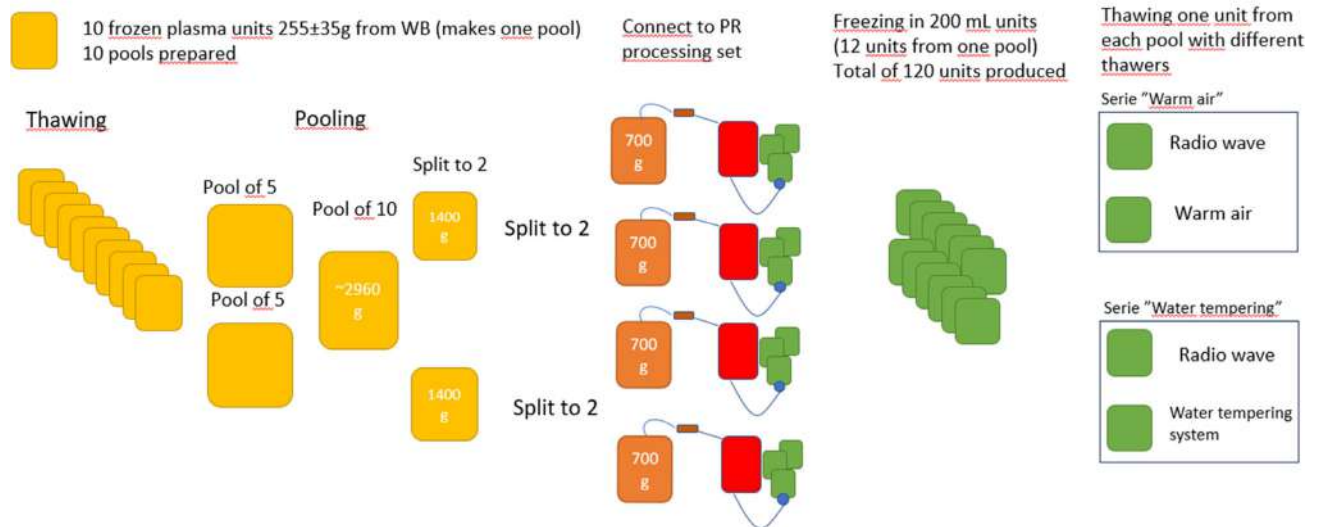 10 frozen plasma units 255±35g from WB (makes one pool)
10 pools prepared
Connect to PR
processing set
Freezing in 200 mL units
(12 units from one pool)
Total of 120 units produced
Thawing one unit from
each pool with different
thawers
Thawing
Pooling
Split to 2
Pool of 5
Pool of 10
Pool of 5
1400
g
~2960
g
1400
g
Split to 2
Split to 2
700
g
700
g
700
g
700
g
Serie "Warm air"
Radio wave
Warm air
Serie "Water tempering"
Radio wave
Water tempering
system